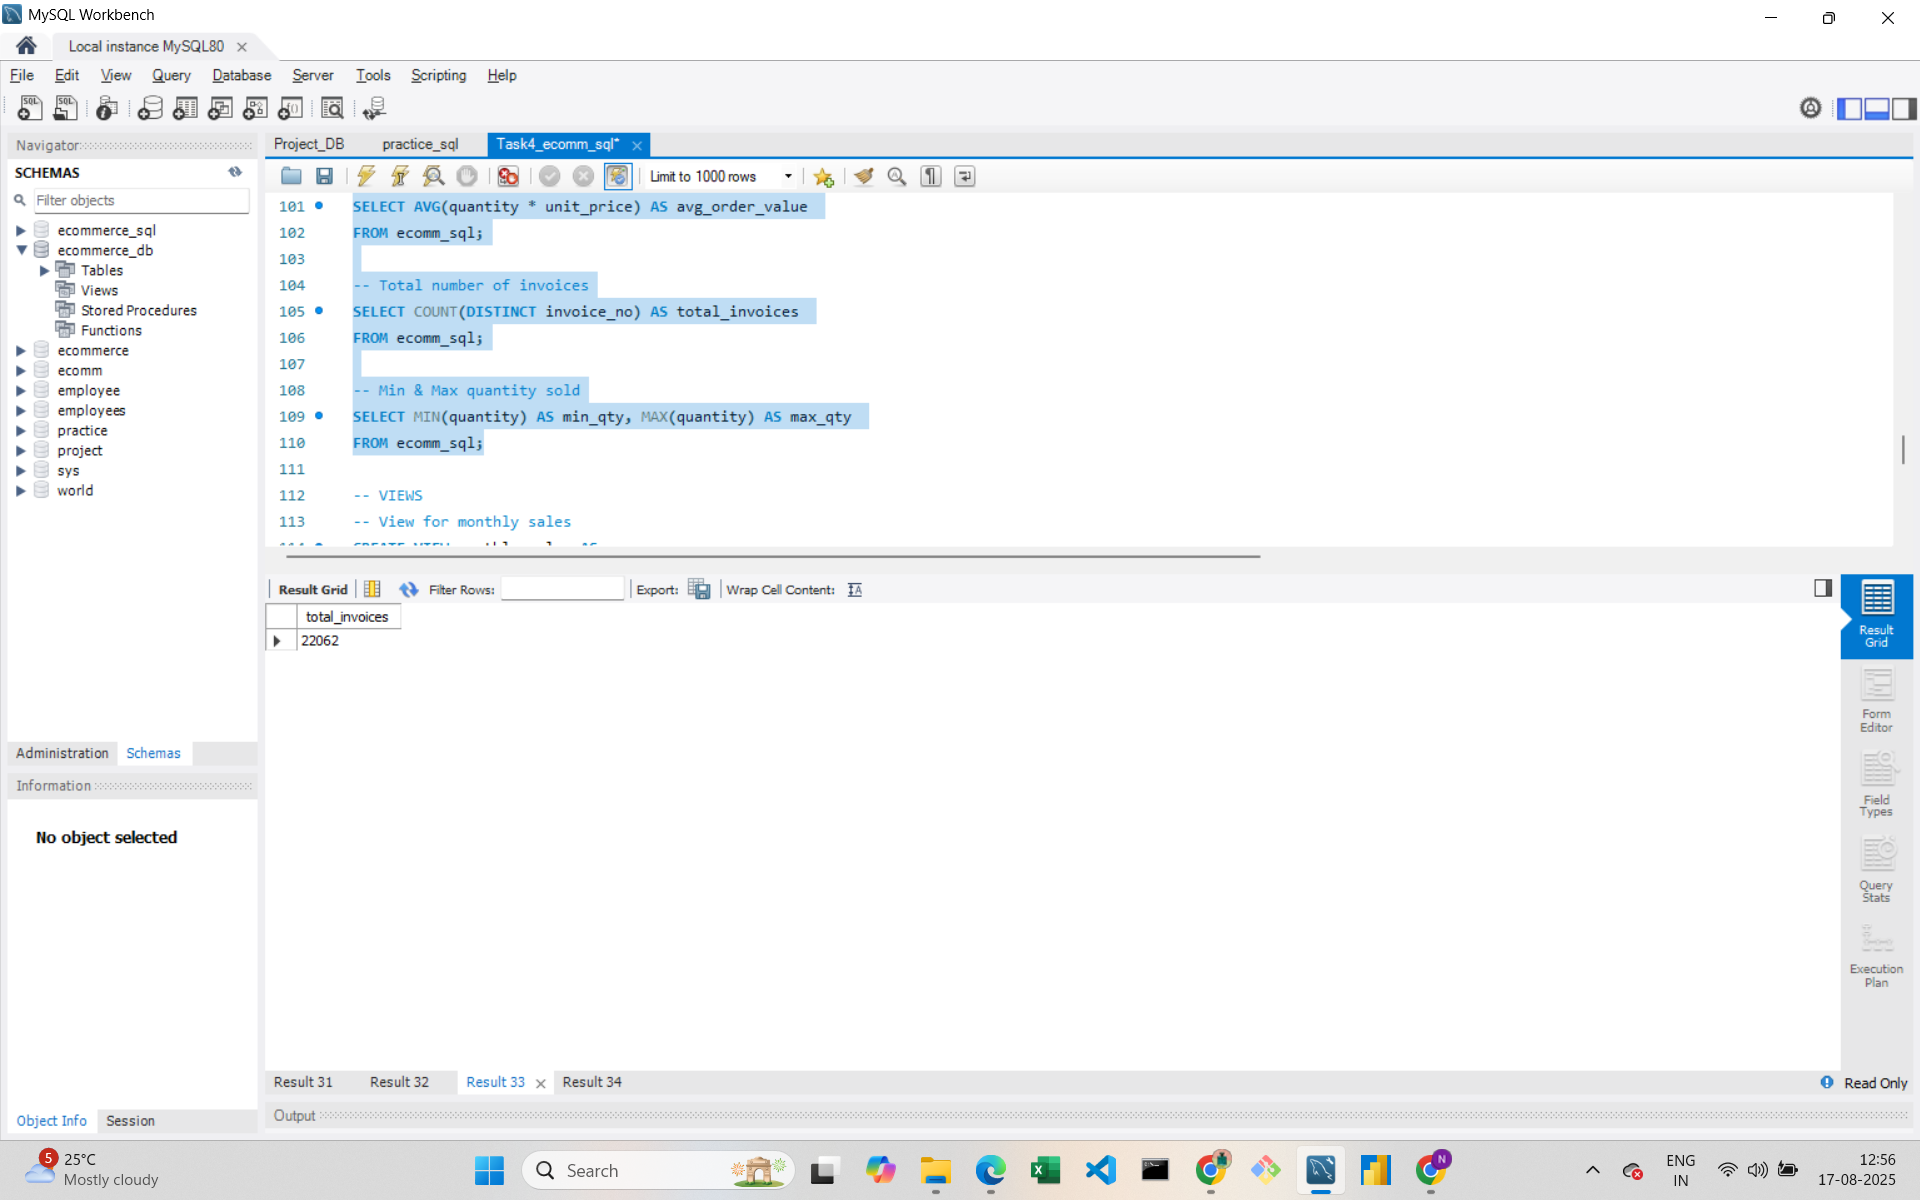 MySQL Workbench
Local instance MySQL80
File Edit View Query Database Server Tools Scripting Help
Navigator
SCHEMAS
Filter objects
ecommerce_sql
ecommerce_db
Tables
Views
Stored Procedures
Functions
ecommerce
ecomm
employee
employees
practice
project
sys
world
Administration Schemas
Information
No object selected
Object Info Session
Project_DB practice_sql Task4_ecomm_sql*
Limit to 1000 rows
101 SELECT AVG(quantity * unit_price) AS avg_order_value
102 FROM ecomm_sql;
103
104 -- Total number of invoices
105 SELECT COUNT(DISTINCT invoice_no) AS total_invoices
106 FROM ecomm_sql;
107
108 -- Min & Max quantity sold
109 SELECT MIN(quantity) AS min_qty, MAX(quantity) AS max_qty
110 FROM ecomm_sql;
111
112 -- VIEWS
113 -- View for monthly sales
Result Grid Filter Rows: Export: Wrap Cell Content:
total_invoices
22062
Result Grid
Form Editor
Field Types
Query Stats
Execution Plan
Result 31 Result 32 Result 33 Result 34
Read Only
Output
5
25°C
Mostly cloudy
Search
N
ENG
IN
12:56
17-08-2025